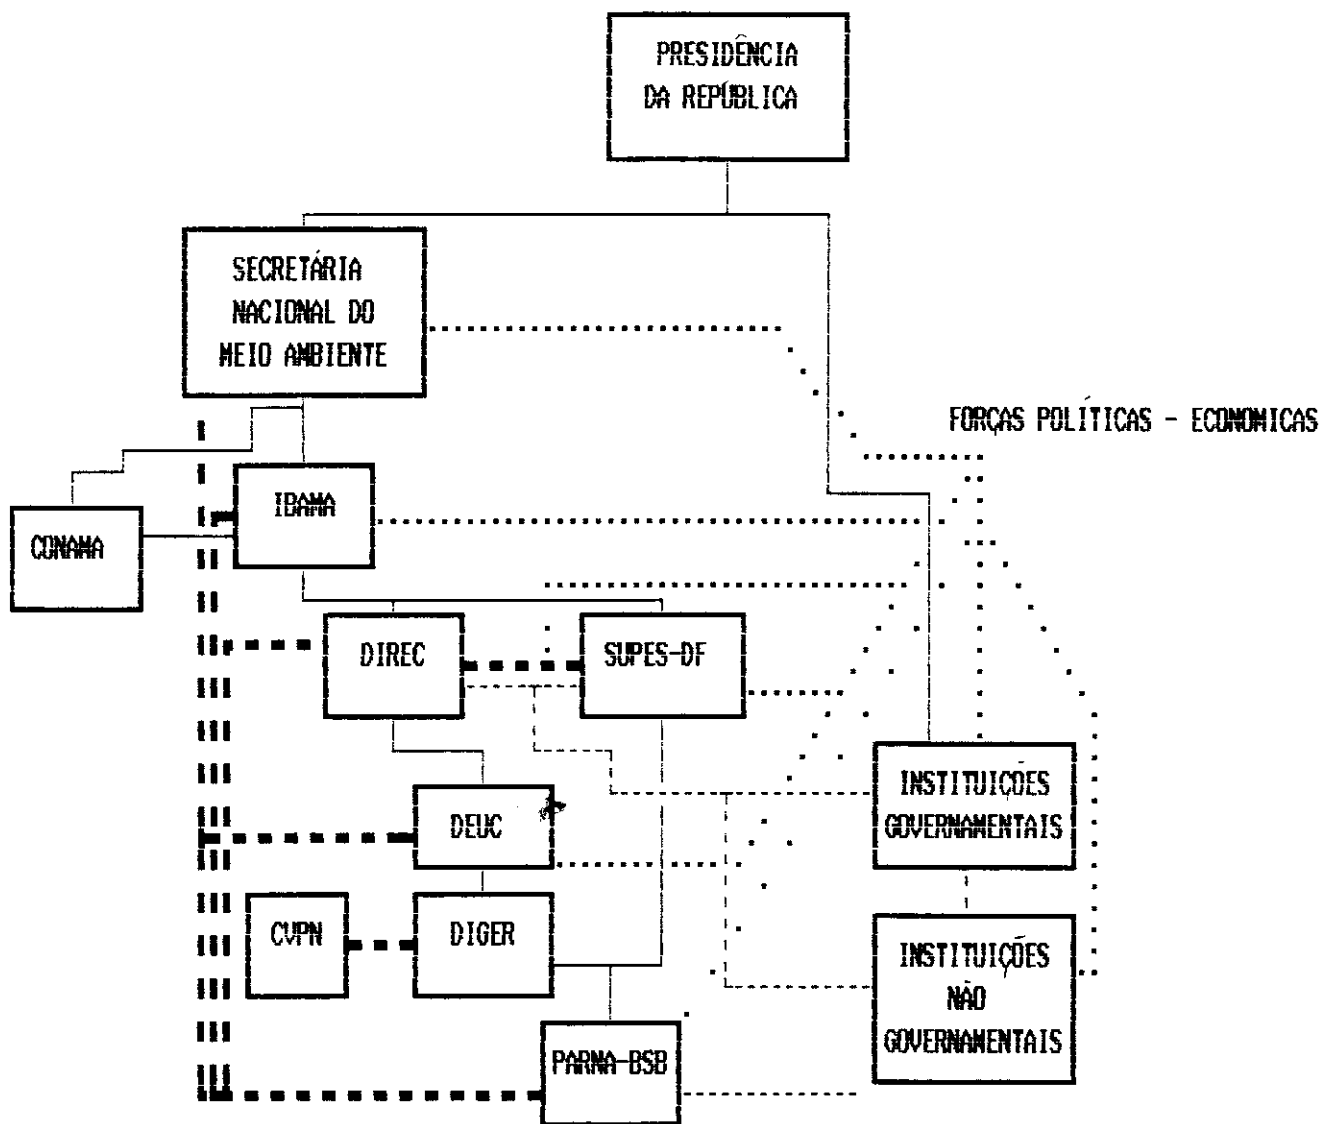 PRESIDÊNCIA
DA REPÚBLICA
SECRETÁRIA
NACIONAL DO
MEIO AMBIENTE
FORÇAS POLÍTICAS - ECONOMICAS
IBAMA
CONAMA
DIREC
SUPES-DF
INSTITUIÇÕES
GOVERNAMENTAIS
DEUC
CVPN
DIGER
INSTITUIÇÕES
NÃO
GOVERNAMENTAIS
PARNA-BSB